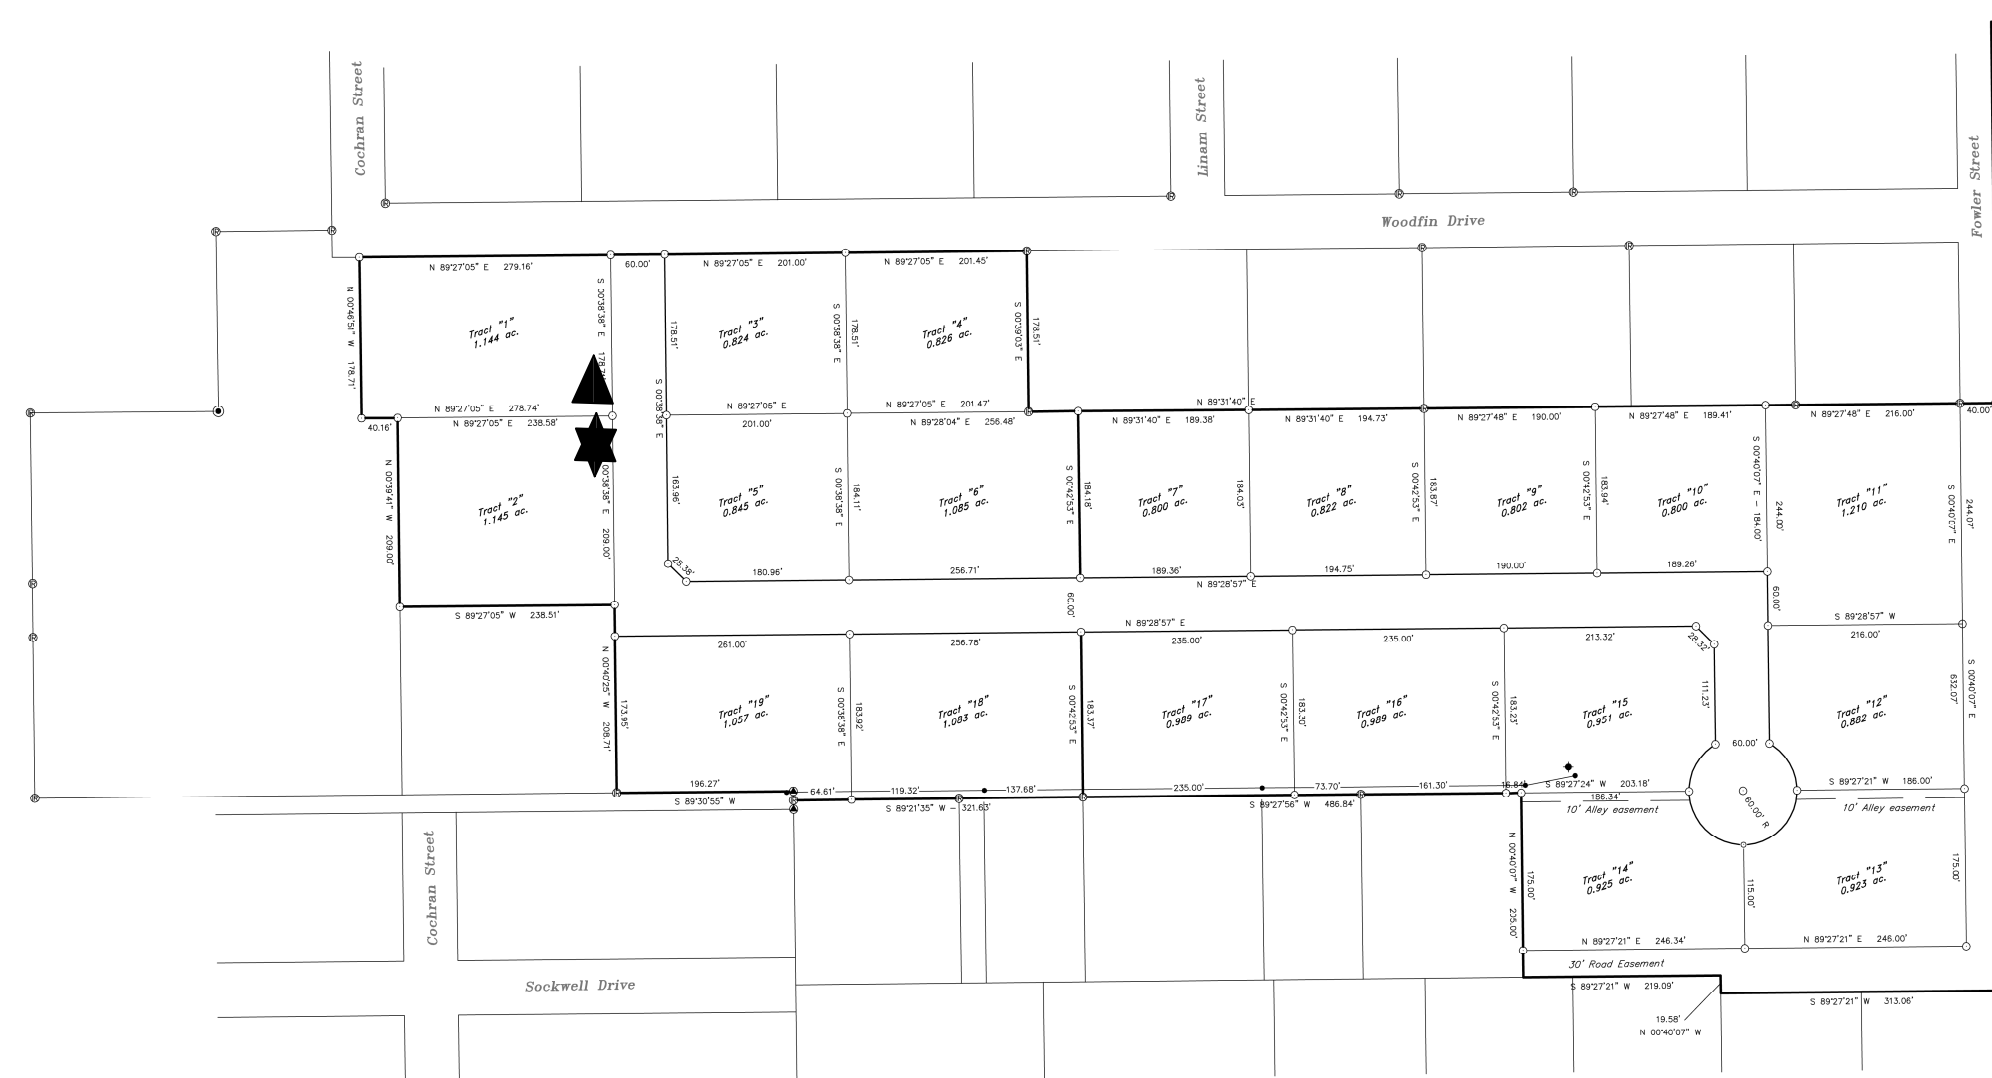 Cochran Street
Linam Street
Fowler Street
Woodfin Drive
N 89°27'05" E 279.16'
60.00'
N 89°27'05" E 201.00'
N 89°27'05" E 201.45'
N 00°46'51" W 178.71'
Tract "1"
1.144 ac.
S 00°38'38" E 178.71'
178.51'
Tract "3"
0.824 ac.
S 00°38'38" E
178.51'
Tract "4"
0.826 ac.
S 00°39'03" E
178.51'
S 00°38'38" E
N 89°27'05" E 278.74'
40.16'
N 89°27'05" E 238.58'
N 89°27'05" E
201.00'
N 89°27'05" E 201.47'
N 89°28'04" E 256.48'
N 89°31'40" E
N 89°31'40" E 189.38'
N 89°31'40" E 194.73'
N 89°27'48" E 190.00'
N 89°27'48" E 189.41'
N 89°27'48" E 216.00'
40.00'
N 00°39'41" W 209.00'
Tract "2"
1.145 ac.
00°38'38" E 209.00'
163.96'
Tract "5"
0.845 ac.
S 00°38'38" E
184.11'
Tract "6"
1.085 ac.
S 00°42'53" E
184.18'
Tract "7"
0.800 ac.
184.03'
Tract "8"
0.822 ac.
S 00°42'53" E
183.87'
Tract "9"
0.802 ac.
S 00°42'53" E
183.94'
Tract "10"
0.800 ac.
S 00°40'07" E - 184.00'
244.00'
Tract "11"
1.210 ac.
S 00°40'07" E
244.07'
25.38'
180.96'
256.71'
189.36'
194.75'
190.00'
189.26'
N 89°28'57" E
60.00'
60.00'
S 89°27'05" W 238.51'
N 89°28'57" E
S 89°28'57" W
216.00'
261.00'
256.78'
235.00'
235.00'
213.32'
28.32'
N 00°40'25" W 208.71'
173.95'
Tract "19"
1.057 ac.
S 00°38'38" E
183.92'
Tract "18"
1.083 ac.
S 00°42'53" E
183.37'
Tract "17"
0.989 ac.
S 00°42'53" E
183.30'
Tract "16"
0.989 ac.
S 00°42'53" E
183.23'
Tract "15
0.951 ac.
111.23'
Tract "12"
0.882 ac.
632.07'
S 00°40'07" E
60.00'
196.27'
64.61'
119.32'
137.68'
235.00'
73.70'
161.30'
16.84'
S 89°27'24" W 203.18'
S 89°27'21" W 186.00'
S 89°30'55" W
S 89°21'35" W - 321.63'
S 89°27'56" W 486.84'
186.34'
10' Alley easement
60.00' R
10' Alley easement
Cochran Street
N 00°40'07" W 205.00'
175.00'
Tract "14"
0.925 ac.
115.00'
Tract "13"
0.923 ac.
175.00'
N 89°27'21" E 246.34'
N 89°27'21" E 246.00'
30' Road Easement
Sockwell Drive
S 89°27'21" W 219.09'
S 89°27'21" W 313.06'
19.58'
N 00°40'07" W